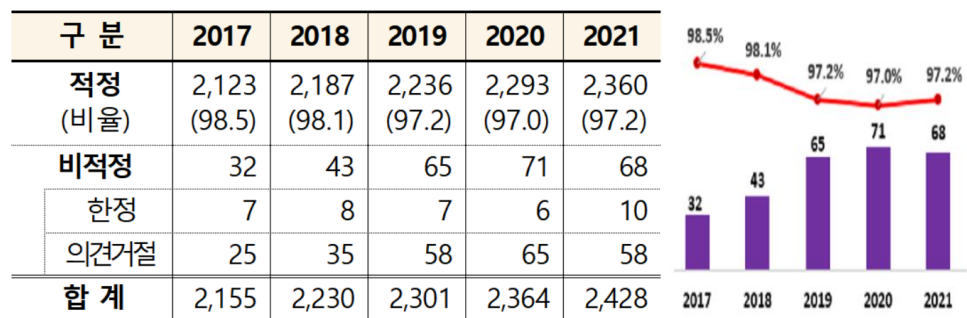 구 분 2017 2018 2019 2020 2021
적정 2,123 2,187 2,236 2,293 2,360
(비율) (98.5) (98.1) (97.2) (97.0) (97.2)
비적정 32 43 65 71 68
한정 7 8 7 6 10
의견거절 25 35 58 65 58
합 계 2,155 2,230 2,301 2,364 2,428
98.5% 98.1% 97.2% 97.0% 97.2%
32 43 65 71 68
2017 2018 2019 2020 2021